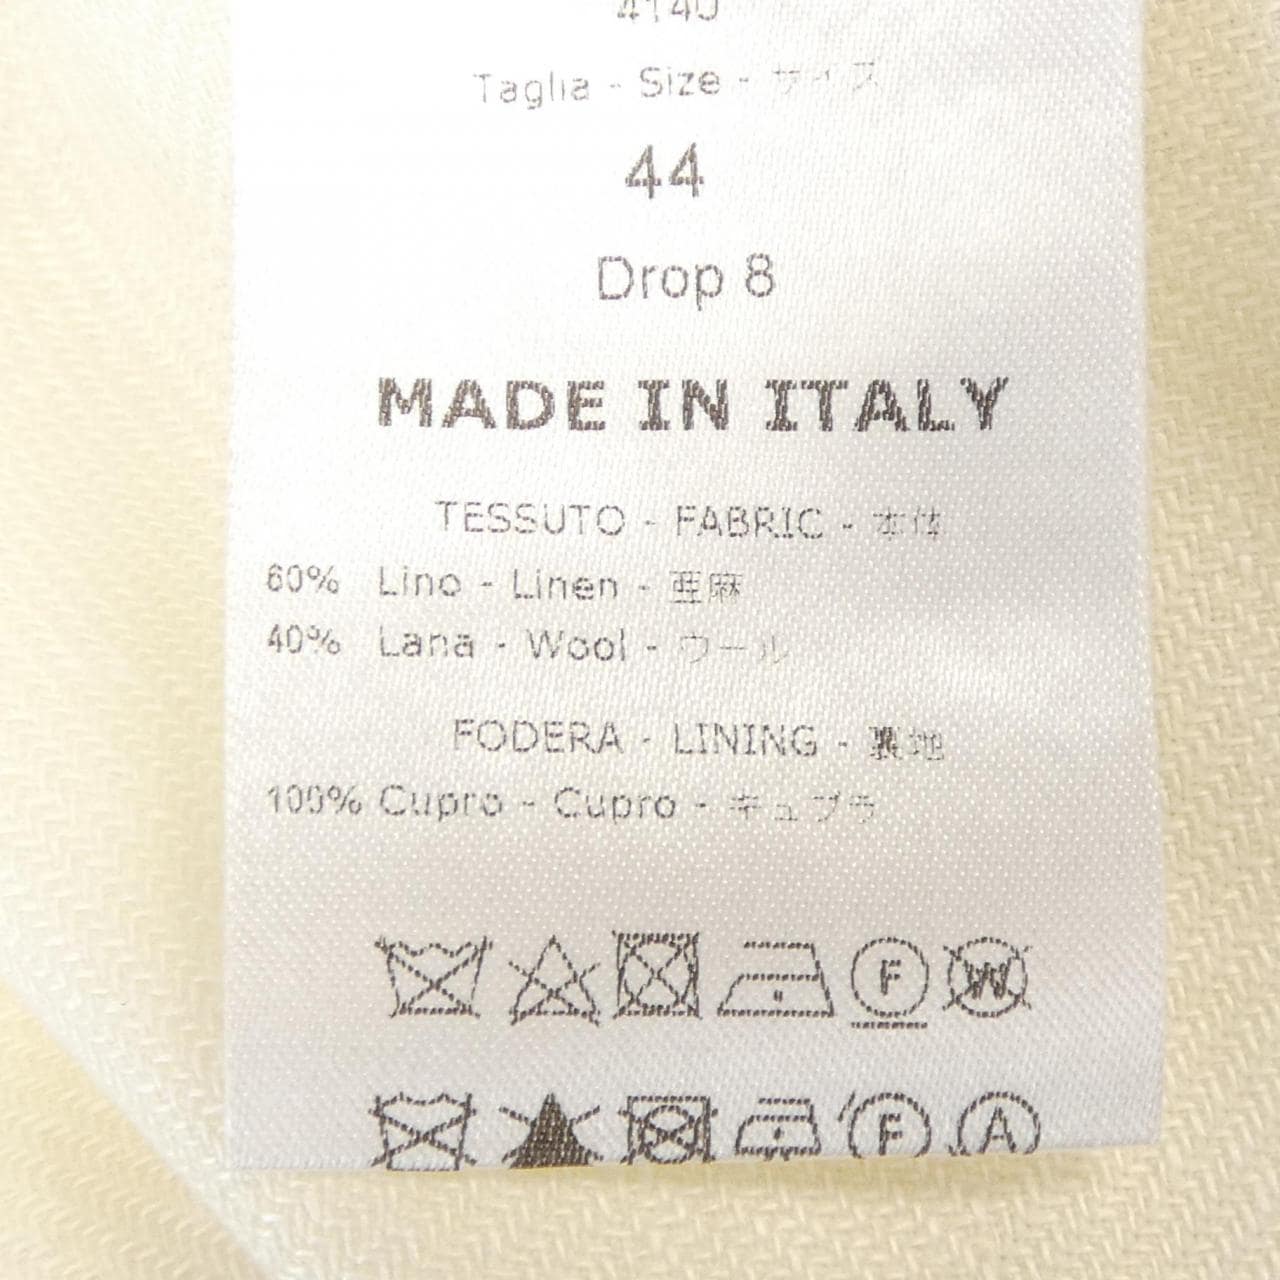 4140
Taglia - Size - サイズ
44
Drop 8
MADE IN ITALY
TESSUTO - FABRIC - 本体
60% Lino - Linen - 亜麻
40% Lana - Wool - ウール
FODERA - LINING - 裏地
100% Cupro - Cupro - キュプラ
F W
F A